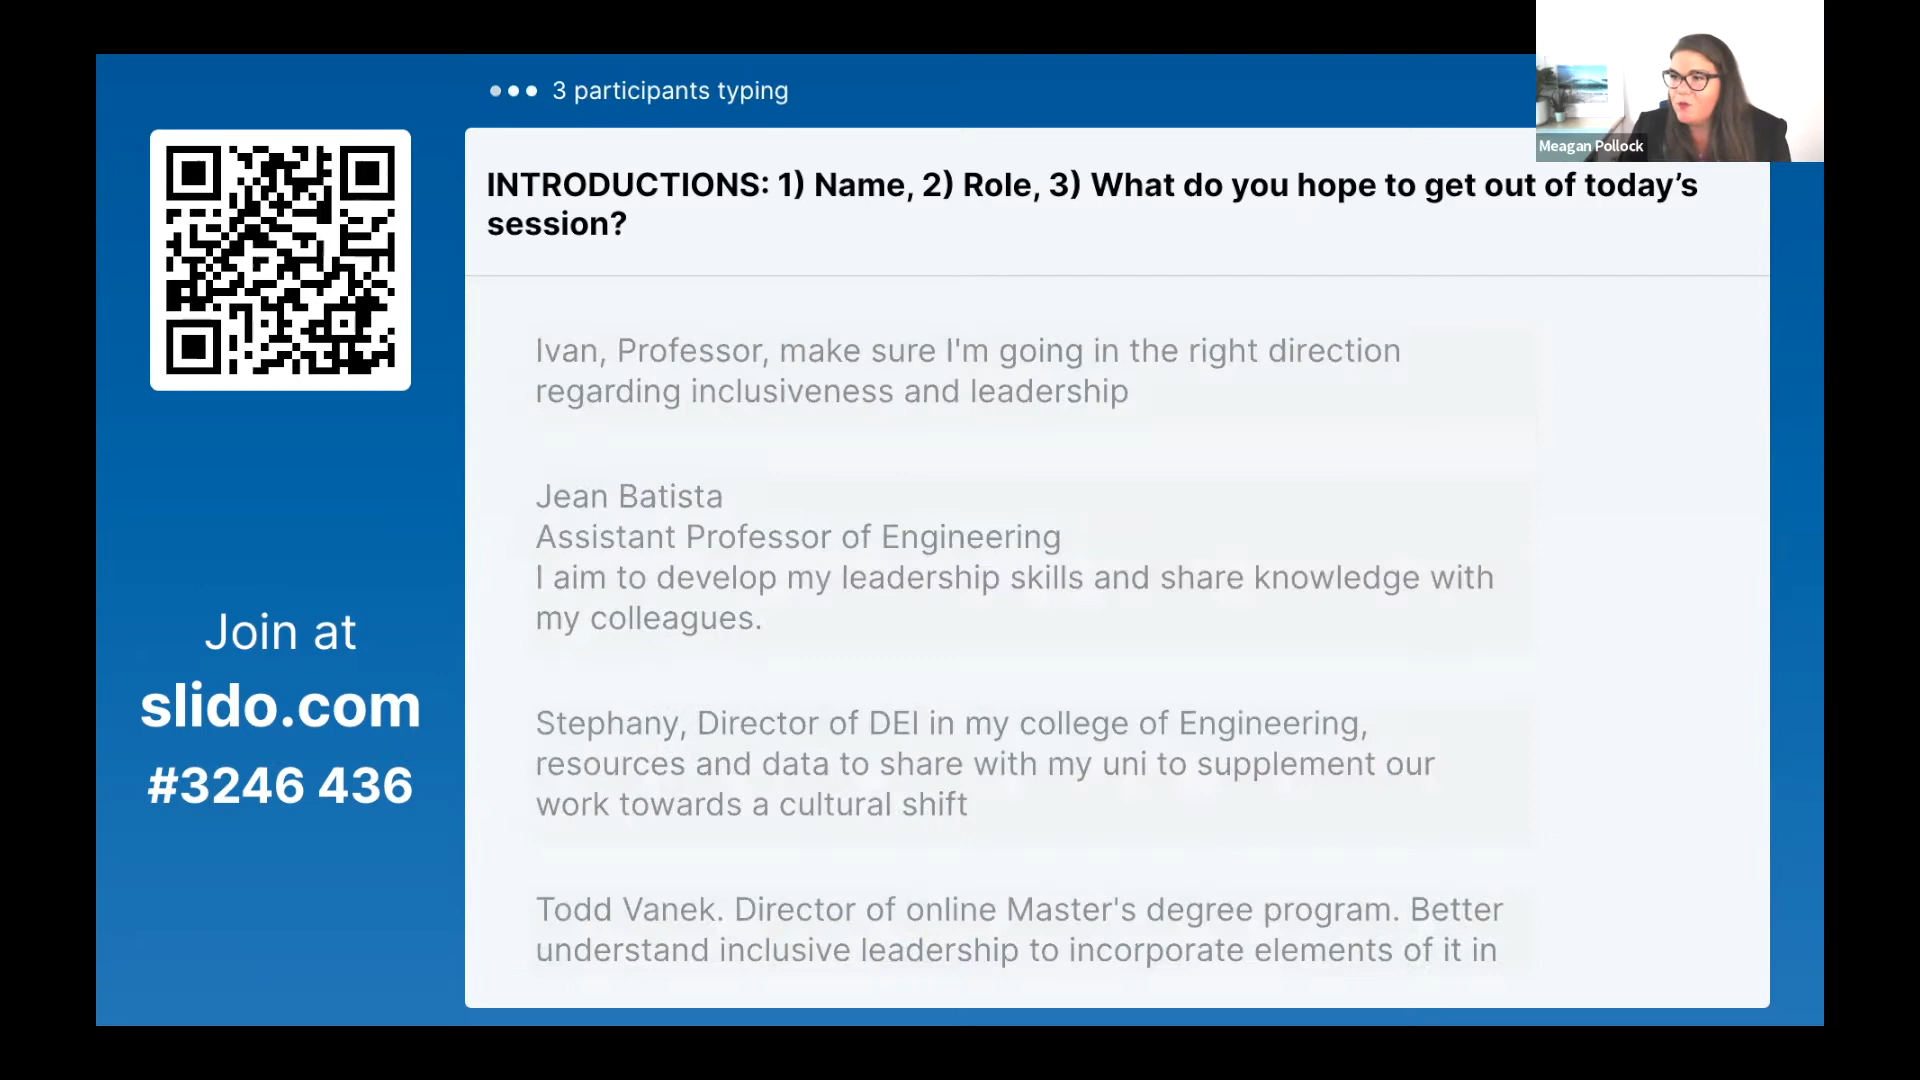 3 participants typing
Meagan Pollock
INTRODUCTIONS: 1) Name, 2) Role, 3) What do you hope to get out of today’s
session?
Ivan, Professor, make sure I'm going in the right direction
regarding inclusiveness and leadership
Jean Batista
Assistant Professor of Engineering
I aim to develop my leadership skills and share knowledge with
my colleagues.
Stephany, Director of DEI in my college of Engineering,
resources and data to share with my uni to supplement our
work towards a cultural shift
Todd Vanek. Director of online Master's degree program. Better
understand inclusive leadership to incorporate elements of it in
Join at
slido.com
#3246 436